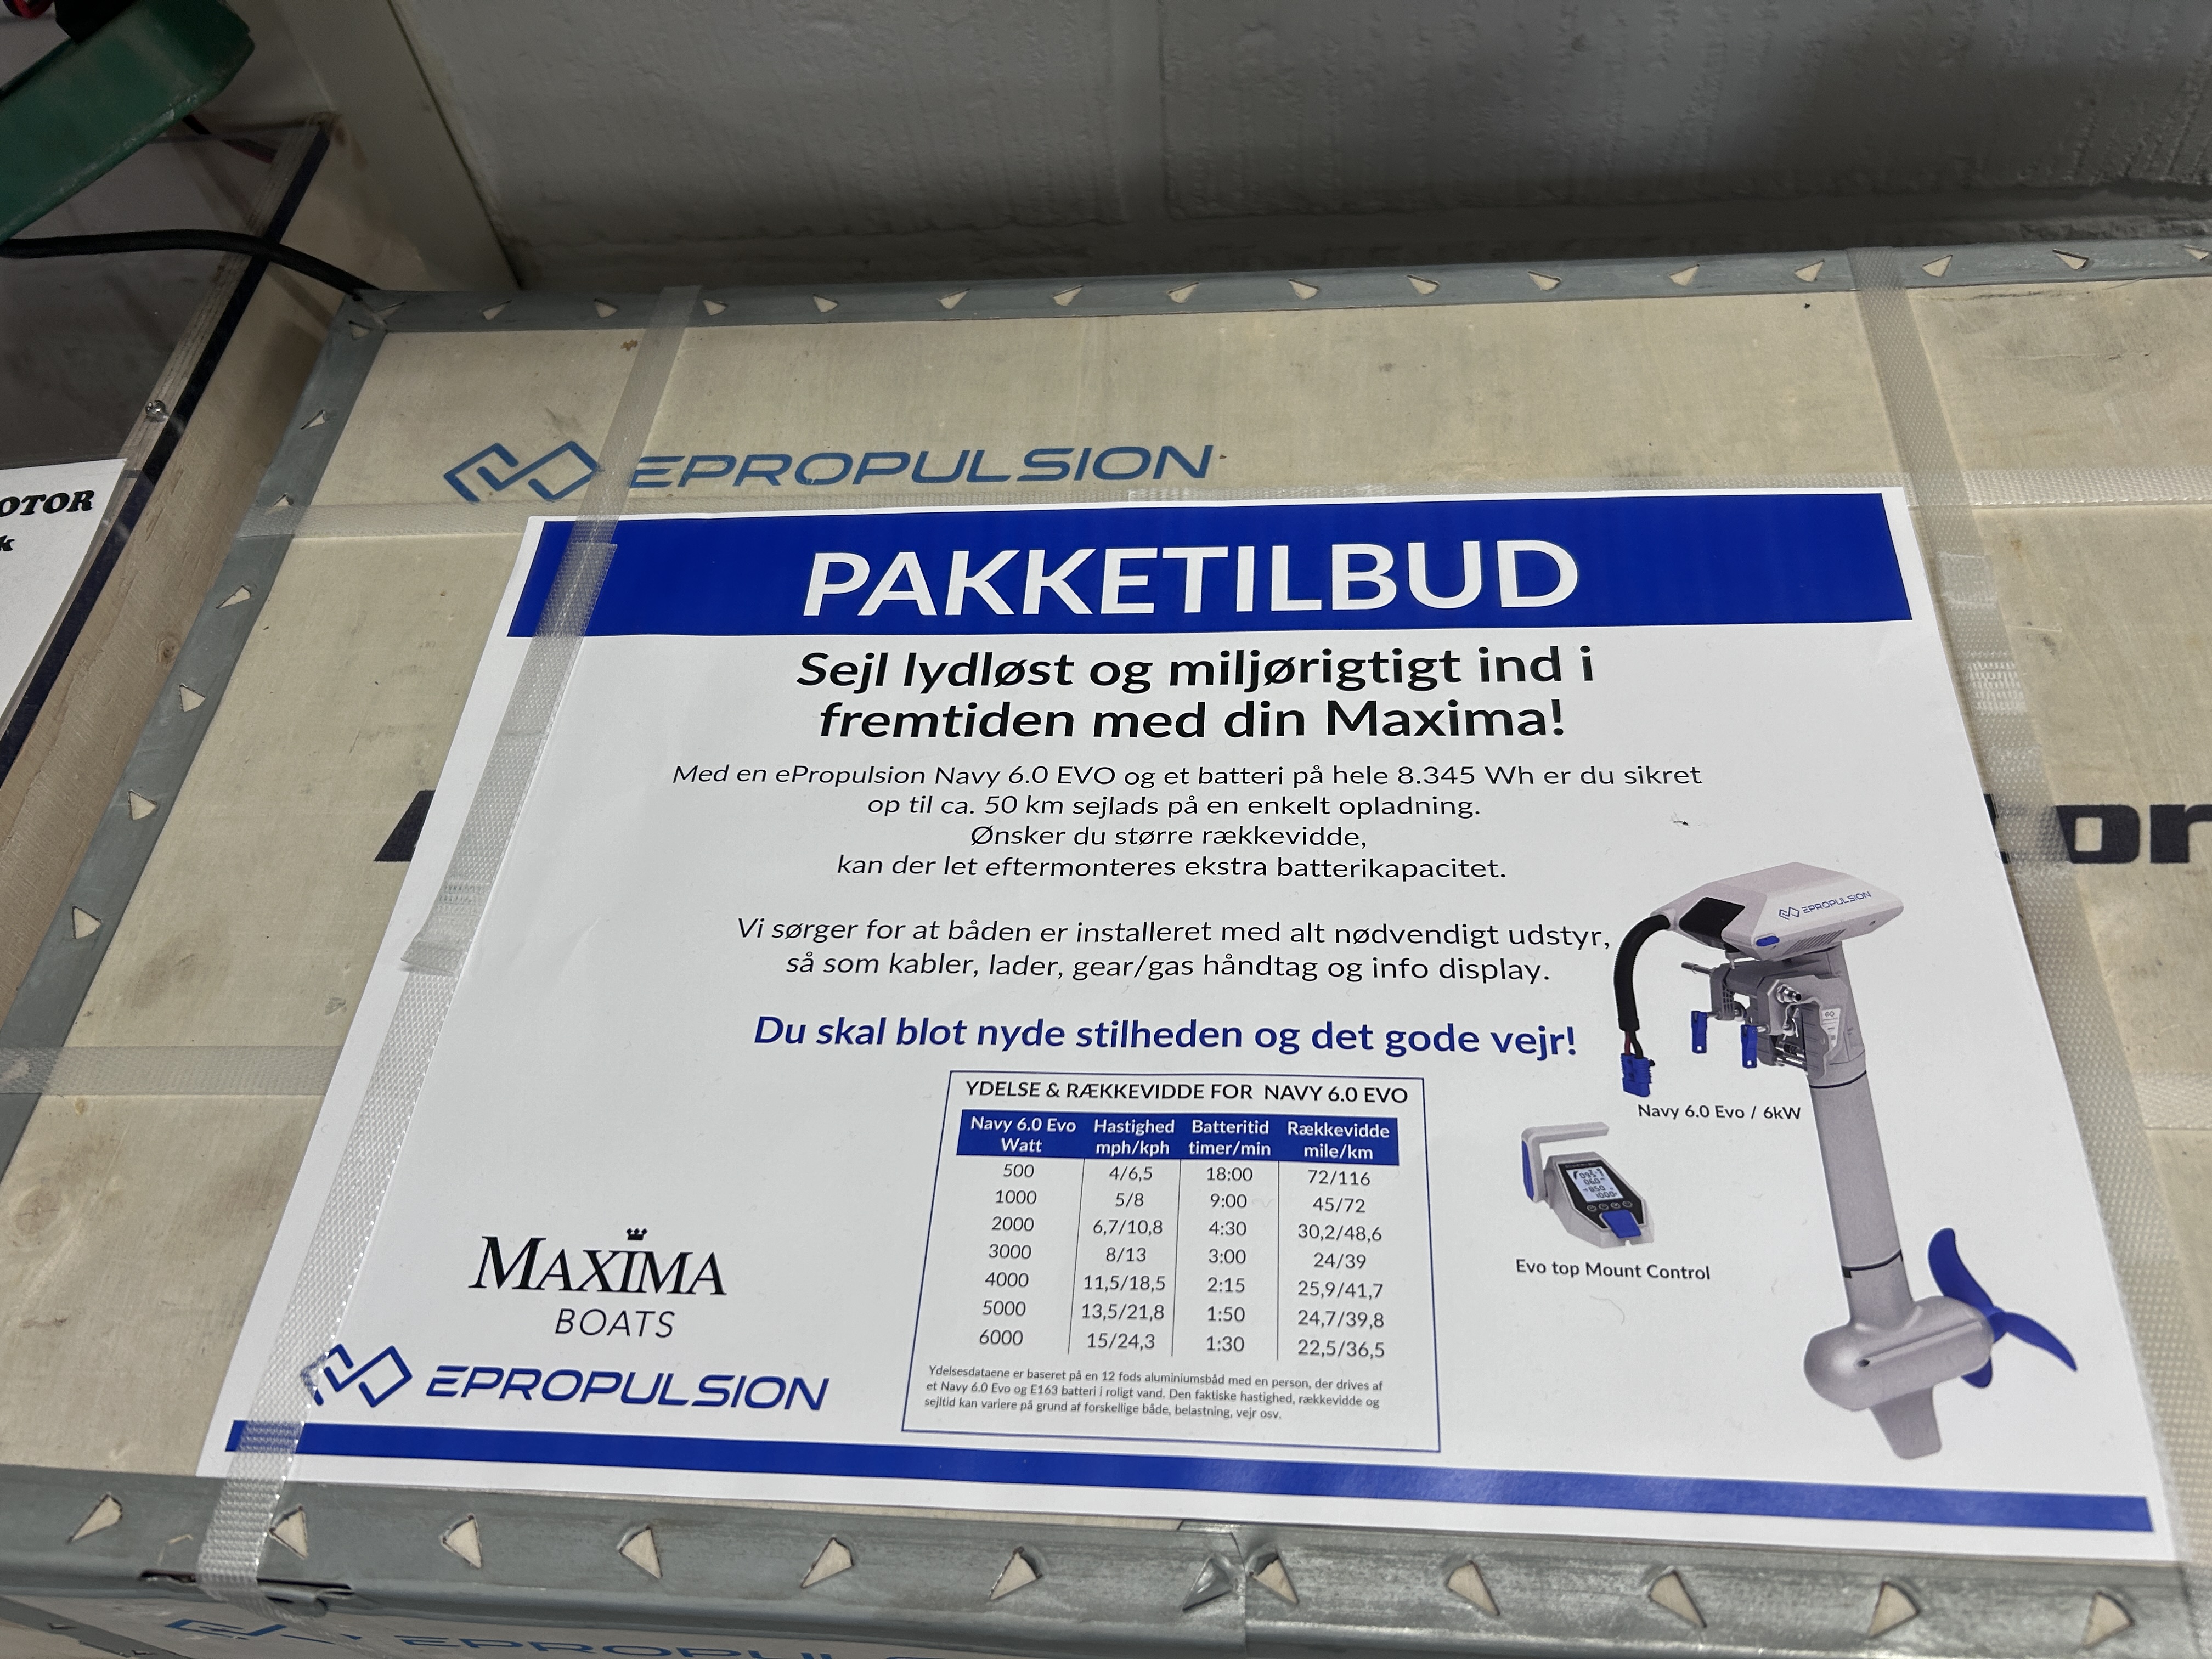 OTOR
k
EPROPULSION
PAKKETILBUD
Sejl lydløst og miljørigtigt ind i
fremtiden med din Maxima!
Med en ePropulsion Navy 6.0 EVO og et batteri på hele 8.345 Wh er du sikret
op til ca. 50 km sejlads på en enkelt opladning.
Ønsker du større rækkevidde,
kan der let eftermonteres ekstra batterikapacitet.
or
Vi sørger for at båden er installeret med alt nødvendigt udstyr,
så som kabler, lader, gear/gas håndtag og info display.
Du skal blot nyde stilheden og det gode vejr!
EPROPULSION
Navy 6.0 Evo / 6kW
Evo top Mount Control
YDELSE & RÆKKEVIDDE FOR NAVY 6.0 EVO
Navy 6.0 Evo Watt Hastighed mph/kph Batteritid timer/min Rækkevidde mile/km
500 4/6,5 18:00 72/116
1000 5/8 9:00 45/72
2000 6,7/10,8 4:30 30,2/48,6
3000 8/13 3:00 24/39
4000 11,5/18,5 2:15 25,9/41,7
5000 13,5/21,8 1:50 24,7/39,8
6000 15/24,3 1:30 22,5/36,5
Ydelsesdataene er baseret på en 12 fods aluminiumsbåd med en person, der drives af
et Navy 6.0 Evo og E163 batteri i roligt vand. Den faktiske hastighed, rækkevidde og
sejltid kan variere på grund af forskellige både, belastning, vejr osv.
MAXIMA
BOATS
EPROPULSION
EPROPULS